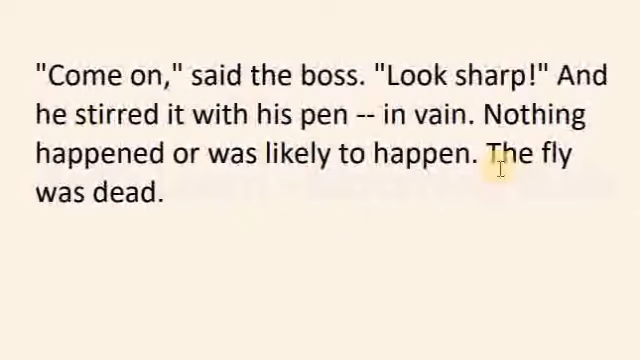 "Come on," said the boss. "Look sharp!" And
he stirred it with his pen -- in vain. Nothing
happened or was likely to happen. The fly
was dead.